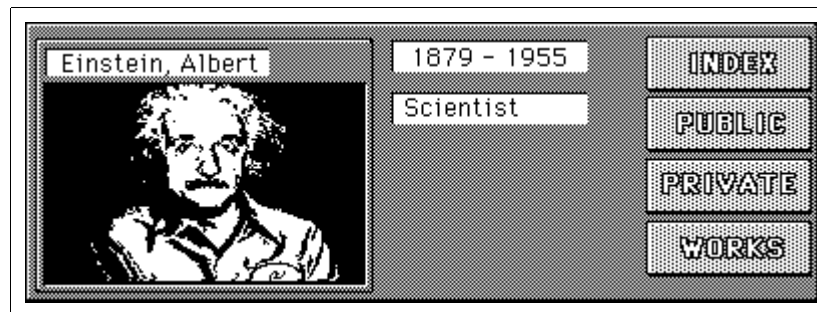 Einstein, Albert
1879 - 1955
Scientist
INDEX
PUBLIC
PRIVATE
WORKS